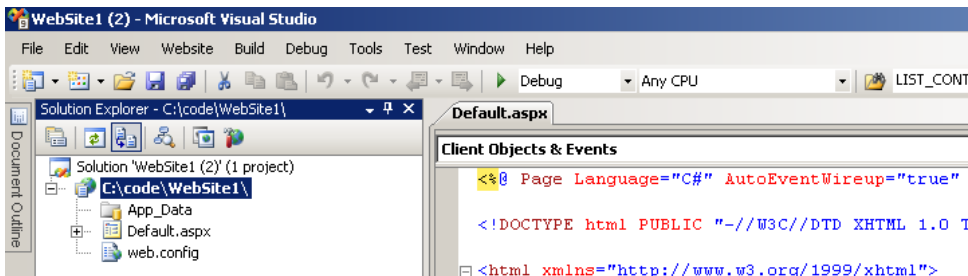 WebSite1 (2) - Microsoft Visual Studio
File Edit View Website Build Debug Tools Test Window Help
Debug Any CPU LIST_CONT
Solution Explorer - C:\code\WebSite1\
Default.aspx
Document Outline
Client Objects & Events
Solution 'WebSite1 (2)' (1 project)
C:\code\WebSite1\
App_Data
Default.aspx
web.config
<%@ Page Language="C#" AutoEventWireup="true"
<!DOCTYPE html PUBLIC "-//W3C//DTD XHTML 1.0 T
<html xmlns="http://www.w3.org/1999/xhtml">